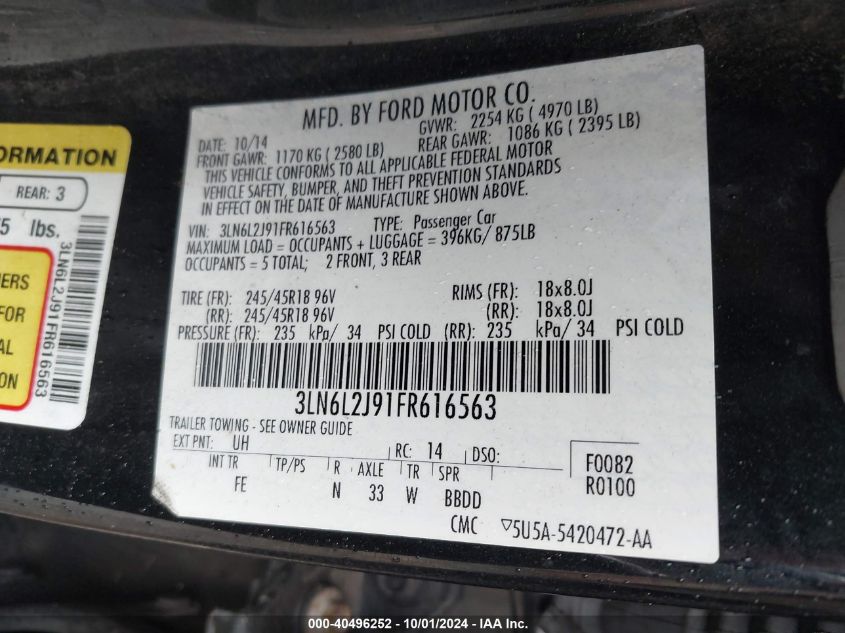 ORMATION
REAR: 3
5 lbs.
3LN6L2J91FR616563
ERS
FOR
AL
ON
MFD. BY FORD MOTOR CO.
DATE: 10/14 GVWR: 2254 KG ( 4970 LB)
FRONT GAWR: 1170 KG ( 2580 LB) REAR GAWR: 1086 KG ( 2395 LB)
THIS VEHICLE CONFORMS TO ALL APPLICABLE FEDERAL MOTOR
VEHICLE SAFETY, BUMPER, AND THEFT PREVENTION STANDARDS
IN EFFECT ON THE DATE OF MANUFACTURE SHOWN ABOVE.
VIN: 3LN6L2J91FR616563 TYPE: Passenger Car
MAXIMUM LOAD = OCCUPANTS + LUGGAGE = 396KG/ 875LB
OCCUPANTS = 5 TOTAL; 2 FRONT, 3 REAR
TIRE (FR): 245/45R18 96V RIMS (FR): 18x8.0J
(RR): 245/45R18 96V (RR): 18x8.0J
PRESSURE (FR): 235 kPa/ 34 PSI COLD (RR): 235 kPa/ 34 PSI COLD
3LN6L2J91FR616563
TRAILER TOWING - SEE OWNER GUIDE
EXT PNT: UH RC: 14 DSO: F0082
INT TR TP/PS R AXLE TR SPR R0100
FE N 33 W BBDD
CMC ▽5U5A-5420472-AA
000-40496252 - 10/01/2024 - IAA Inc.